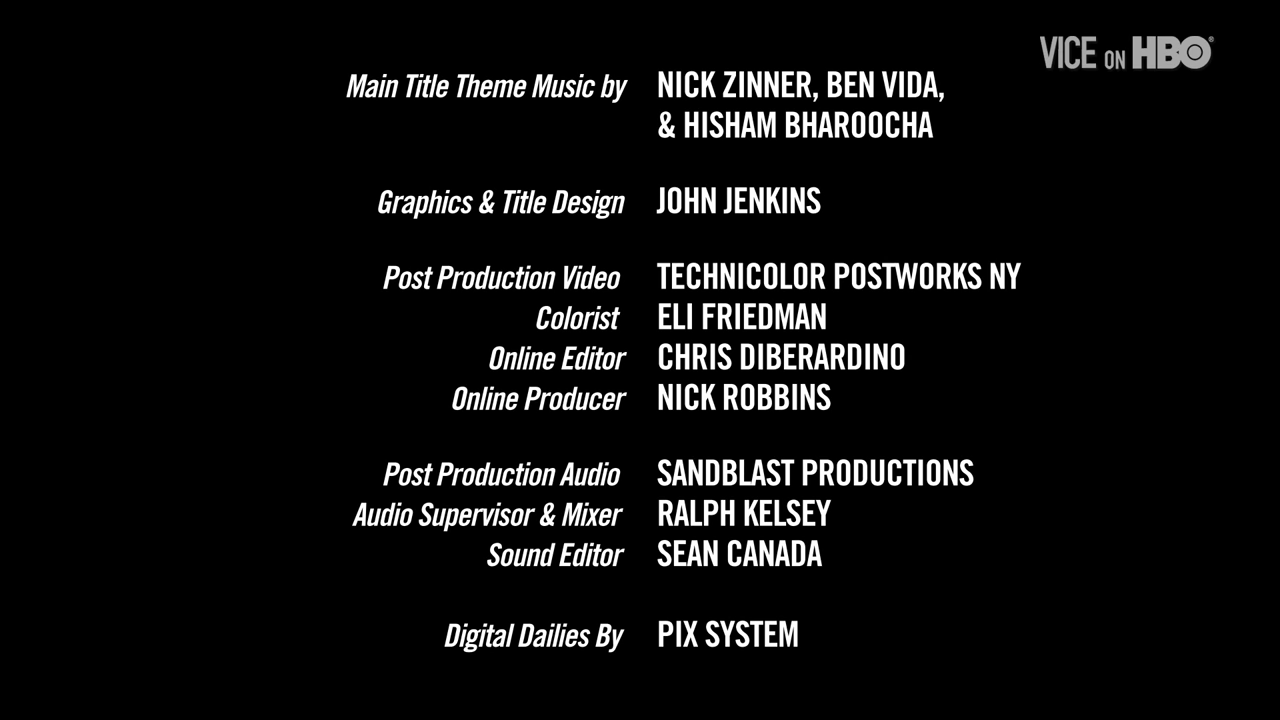 VICE ON HBO®
Main Title Theme Music by NICK ZINNER, BEN VIDA,
& HISHAM BHAROOCHA
Graphics & Title Design JOHN JENKINS
Post Production Video TECHNICOLOR POSTWORKS NY
Colorist ELI FRIEDMAN
Online Editor CHRIS DIBERARDINO
Online Producer NICK ROBBINS
Post Production Audio SANDBLAST PRODUCTIONS
Audio Supervisor & Mixer RALPH KELSEY
Sound Editor SEAN CANADA
Digital Dailies By PIX SYSTEM